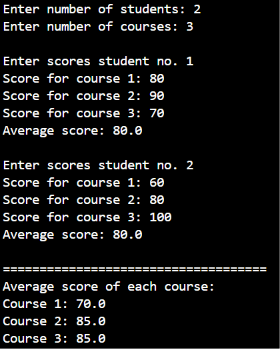 Enter number of students: 2
Enter number of courses: 3
Enter scores student no. 1
Score for course 1: 80
Score for course 2: 90
Score for course 3: 70
Average score: 80.0
Enter scores student no. 2
Score for course 1: 60
Score for course 2: 80
Score for course 3: 100
Average score: 80.0
====================================
Average score of each course:
Course 1: 70.0
Course 2: 85.0
Course 3: 85.0